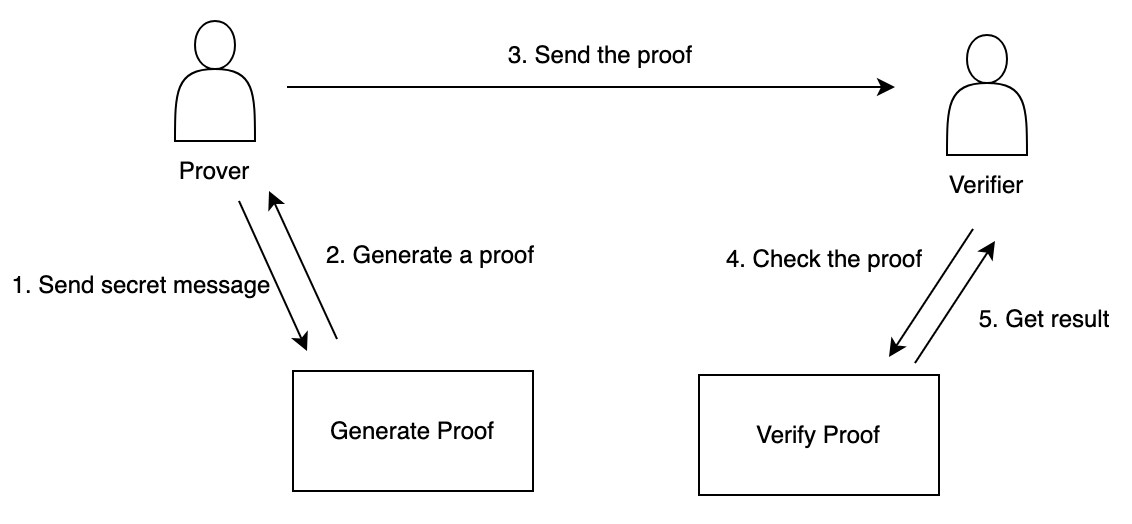 3. Send the proof
Prover
Verifier
2. Generate a proof
4. Check the proof
1. Send secret message
5. Get result
Generate Proof
Verify Proof